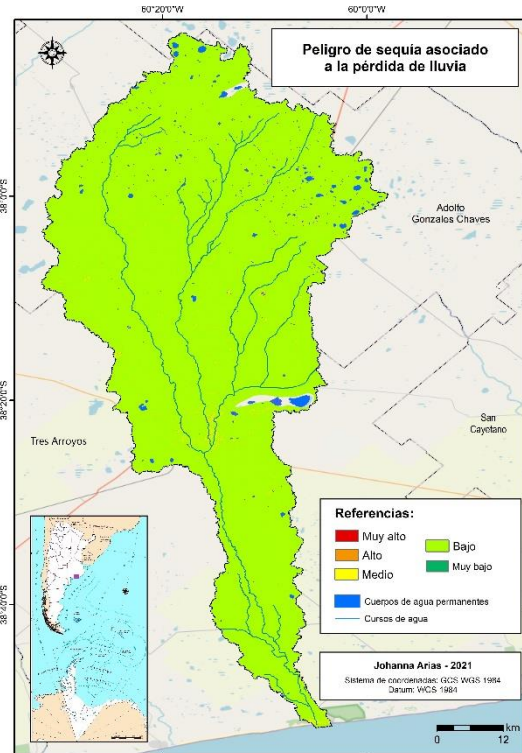 60°20'0"W
60°0'0"W
Peligro de sequía asociado
a la pérdida de lluvia
38°0'0"S
Adolfo
Gonzalos Chaves
38°20'0"S
Tres Arroyos
San
Cayetano
Referencias:
Muy alto
Alto
Medio
Bajo
Muy bajo
Cuerpos de agua permanentes
Cursos de agua
38°40'0"S
Johanna Arias - 2021
Sistema de coordenadas: GCS WGS 1984
Datum: WGS 1984
km
0 12